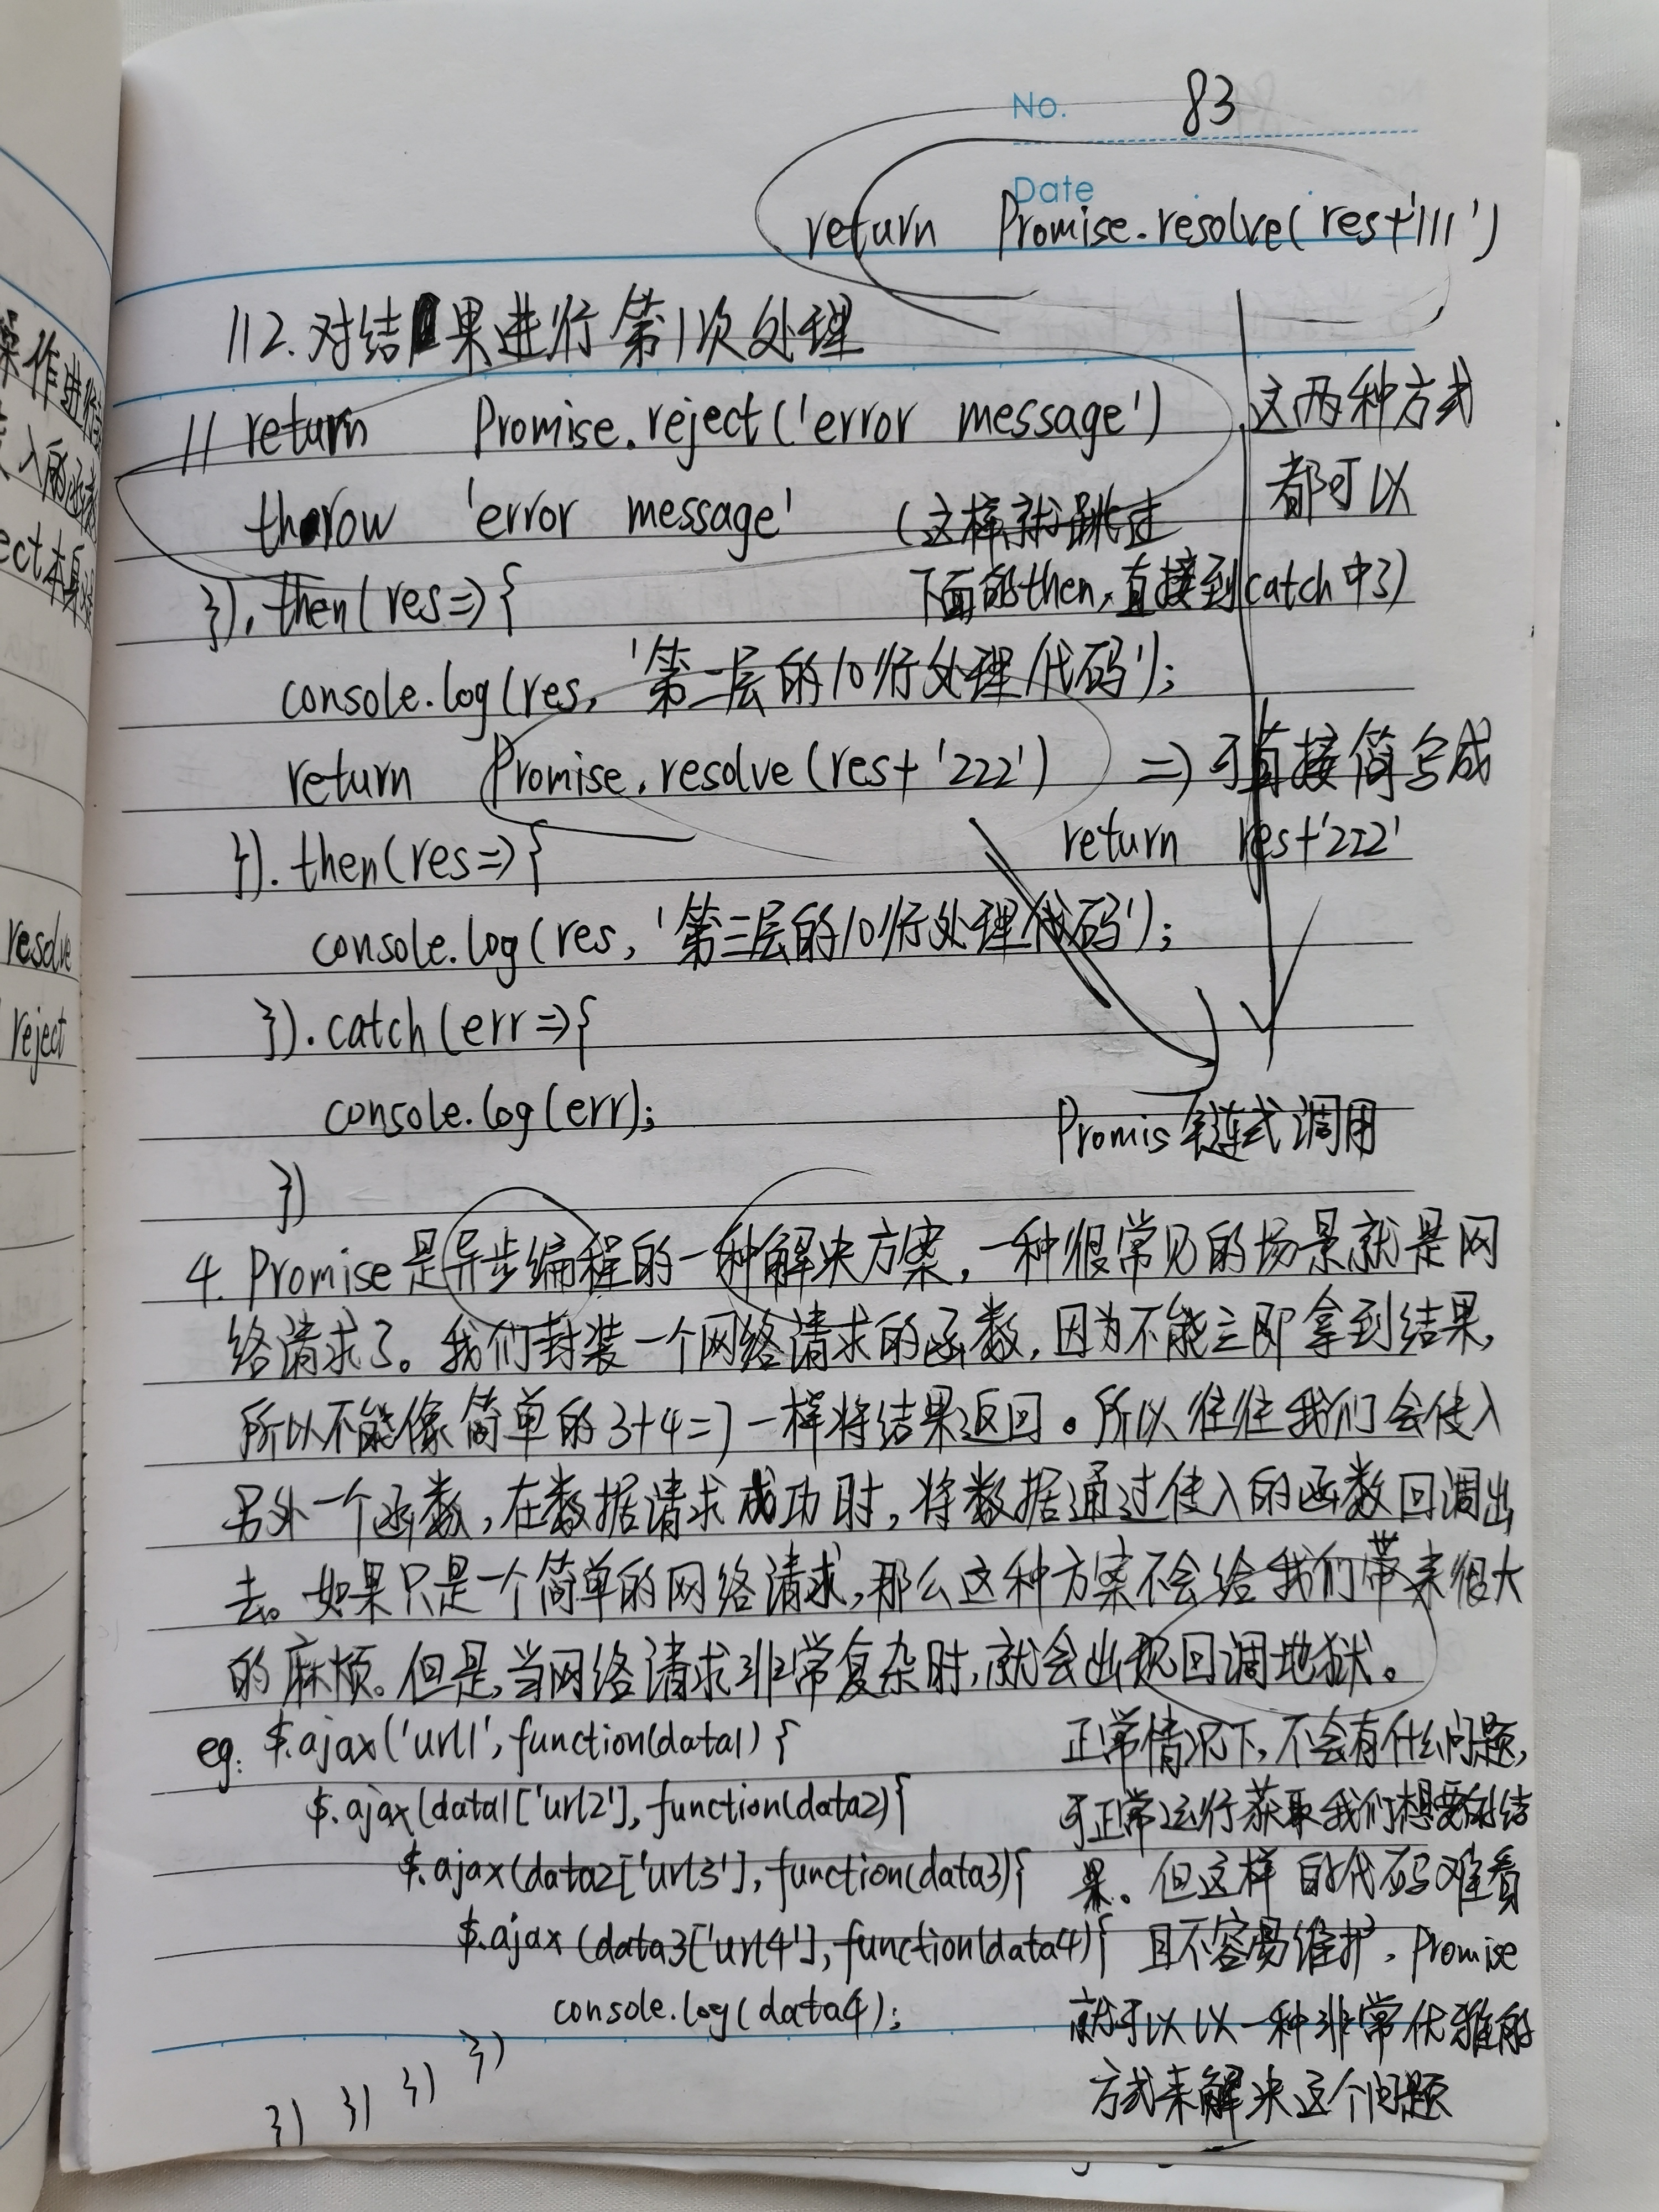 操作进行
入的函数
ect本身
resolve
reject
No. 83
Date
return Promise.resolve(res+'111')
//2.对结果进行第1次处理
// return Promise.reject('error message')
这两种方式
都可以
throw 'error message' (这样就跳过
下面的then,直接到catch中了)
}).then(res=>{
console.log(res, '第二层的10行处理代码');
return Promise.resolve(res+'222') => 可直接简写成
return res+'222'
}).then(res=>{
console.log(res, '第三层的10行处理代码');
}).catch(err=>{
console.log(err);
})
Promise链式调用
4. Promise是异步编程的一种解决方案,一种很常见的场景就是网
络请求了。我们封装一个网络请求的函数,因为不能立即拿到结果,
所以不能像简单的3+4=7一样将结果返回。所以往往我们会传入
另外一个函数,在数据请求成功时,将数据通过传入的函数回调出
去。如果只是一个简单的网络请求,那么这种方案不会给我们带来很大
的麻烦。但是,当网络请求非常复杂时,就会出现回调地狱。
eg: $.ajax('url1',function(data1) {
$.ajax(data1['url2'], function(data2){
$.ajax(data2['url3'], function(data3){
$.ajax (data3['url4'], function(data4){
console.log(data4);
}) }) }) })
正常情况下,不会有什么问题,
可正常运行获取我们想要的结
果。但这样的代码难看
且不容易维护,Promise
就可以以一种非常优雅的
方式来解决这个问题